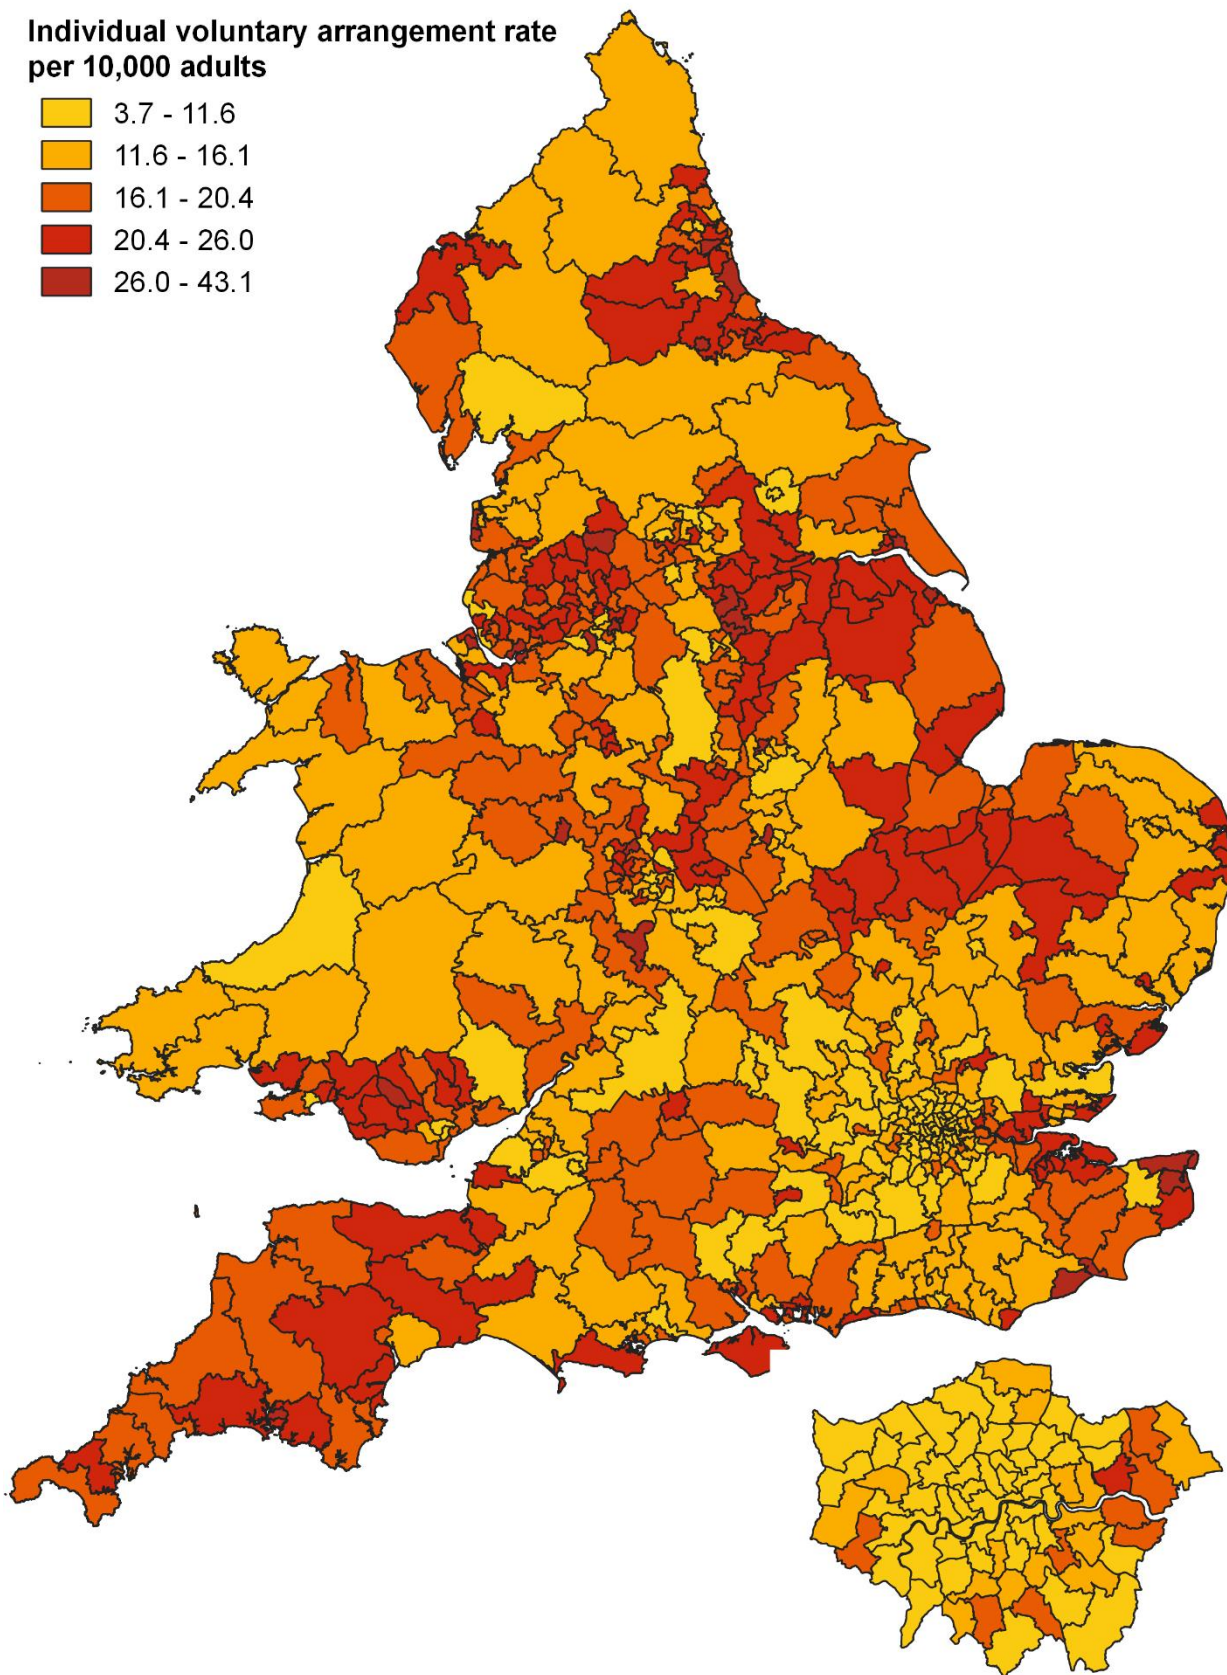 Individual voluntary arrangement rate
per 10,000 adults
3.7 - 11.6
11.6 - 16.1
16.1 - 20.4
20.4 - 26.0
26.0 - 43.1